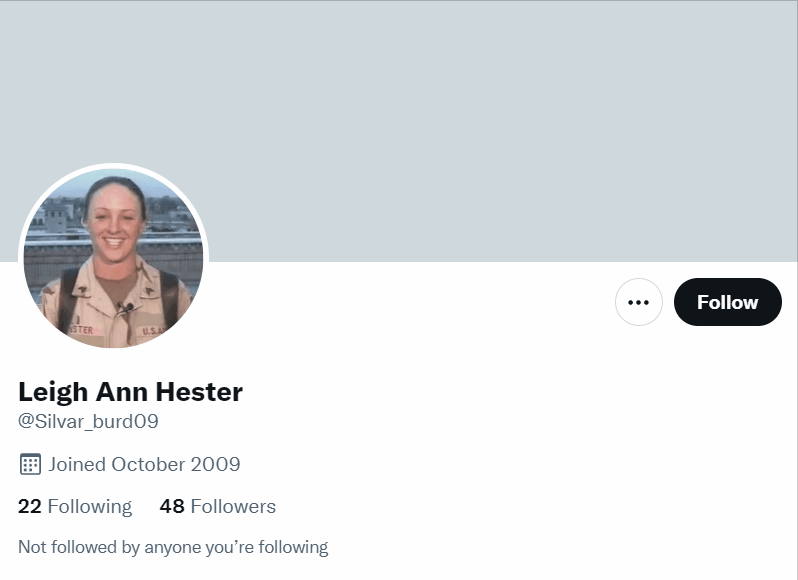 YSTER U.S.A
Follow
Leigh Ann Hester
@Silvar_burd09
Joined October 2009
22 Following 48 Followers
Not followed by anyone you’re following